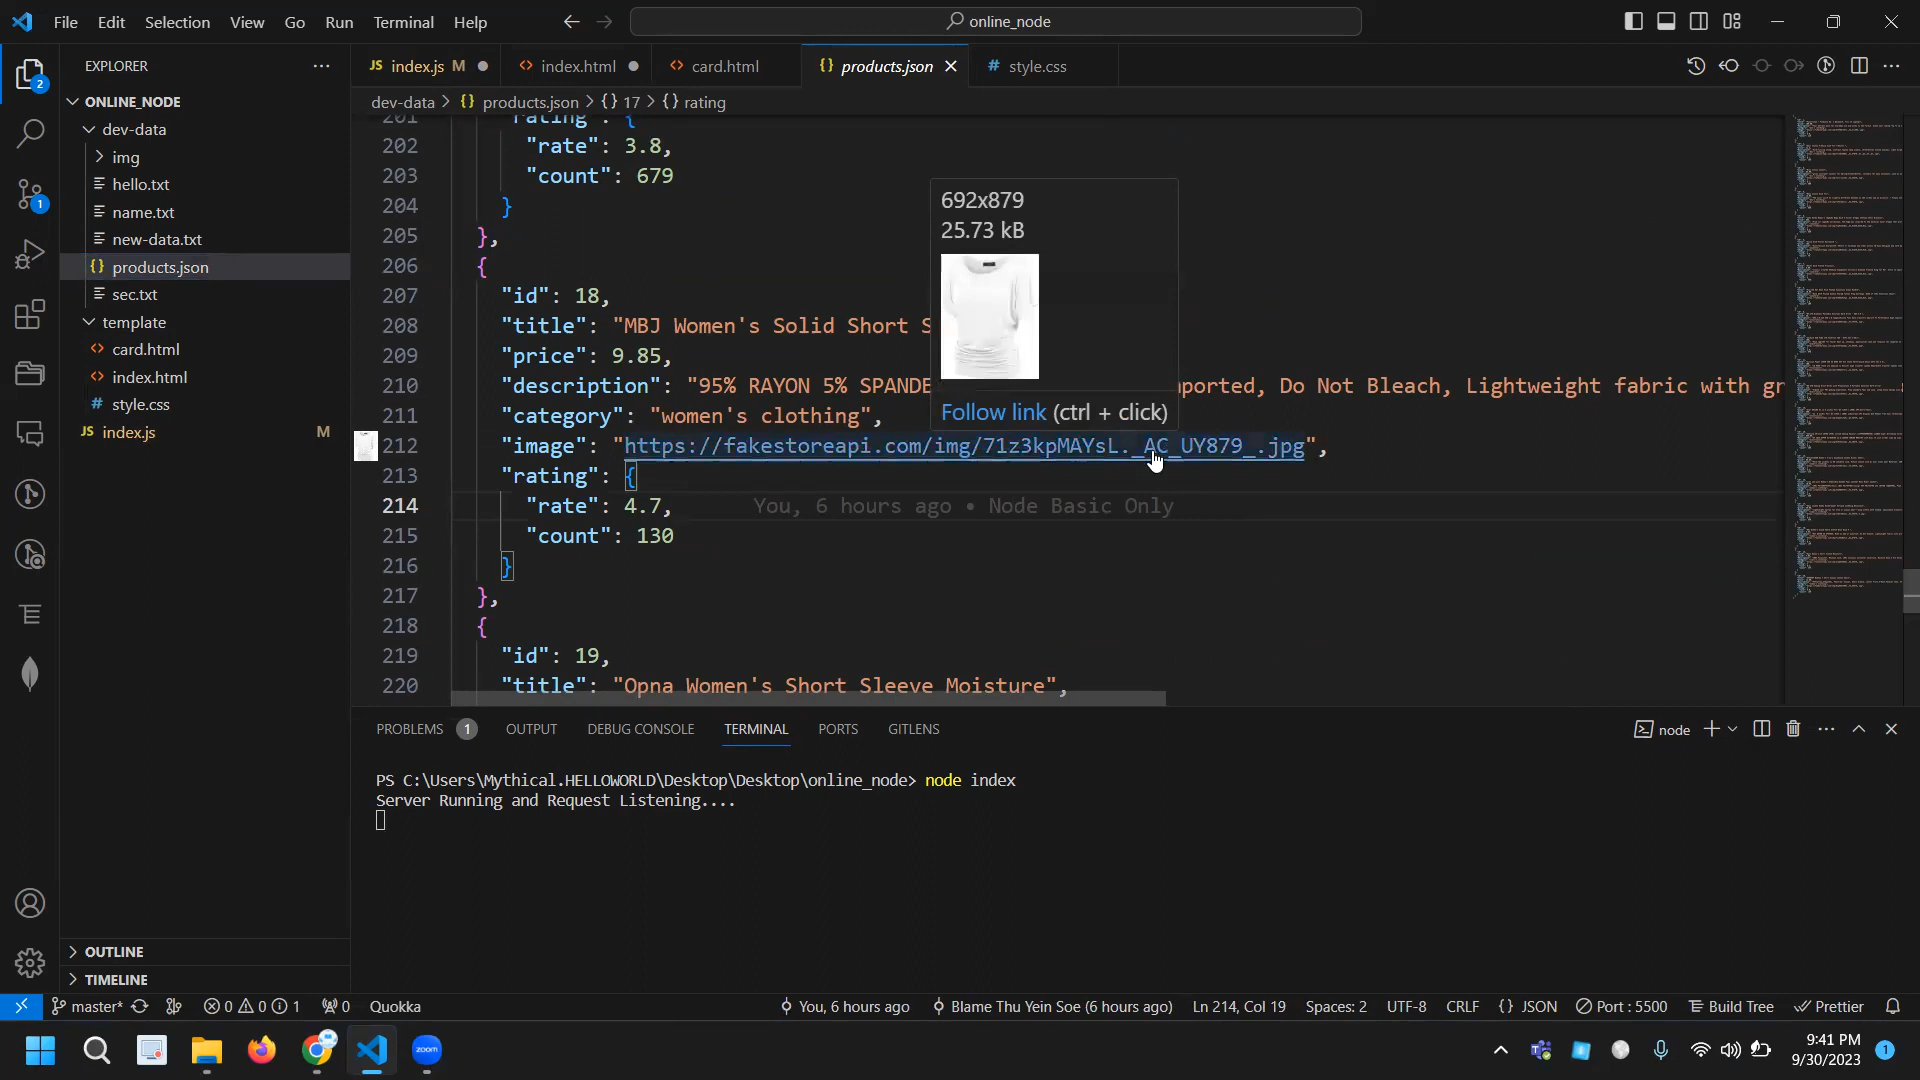 File Edit Selection View Go Run Terminal Help
online_node
EXPLORER
JS index.js M
<> index.html
<> card.html
{} products.json
# style.css
ONLINE_NODE
dev-data > {} products.json > {} 17 > {} rating
dev-data
img
hello.txt
name.txt
new-data.txt
{} products.json
sec.txt
template
<> card.html
<> index.html
# style.css
JS index.js M
2
1
201 "rating": {
202 "rate": 3.8,
203 "count": 679
204 }
205 },
206 {
207 "id": 18,
208 "title": "MBJ Women's Solid Short S
209 "price": 9.85,
210 "description": "95% RAYON 5% SPANDE
mported, Do Not Bleach, Lightweight fabric with gr
211 "category": "women's clothing",
212 "image": "https://fakestoreapi.com/img/71z3kpMAYsL._AC_UY879_.jpg",
213 "rating": {
214 "rate": 4.7, You, 6 hours ago • Node Basic Only
215 "count": 130
216 }
217 },
218 {
219 "id": 19,
220 "title": "Opna Women's Short Sleeve Moisture",
692x879
25.73 kB
Follow link (ctrl + click)
PROBLEMS 1 OUTPUT DEBUG CONSOLE TERMINAL PORTS GITLENS
node
PS C:\Users\Mythical.HELLOWORLD\Desktop\Desktop\online_node> node index
Server Running and Request Listening....
OUTLINE
TIMELINE
master* 0 0 1 0 Quokka
You, 6 hours ago Blame Thu Yein Soe (6 hours ago) Ln 214, Col 19 Spaces: 2 UTF-8 CRLF {} JSON Port : 5500 Build Tree Prettier
zoom
9:41 PM
9/30/2023
1